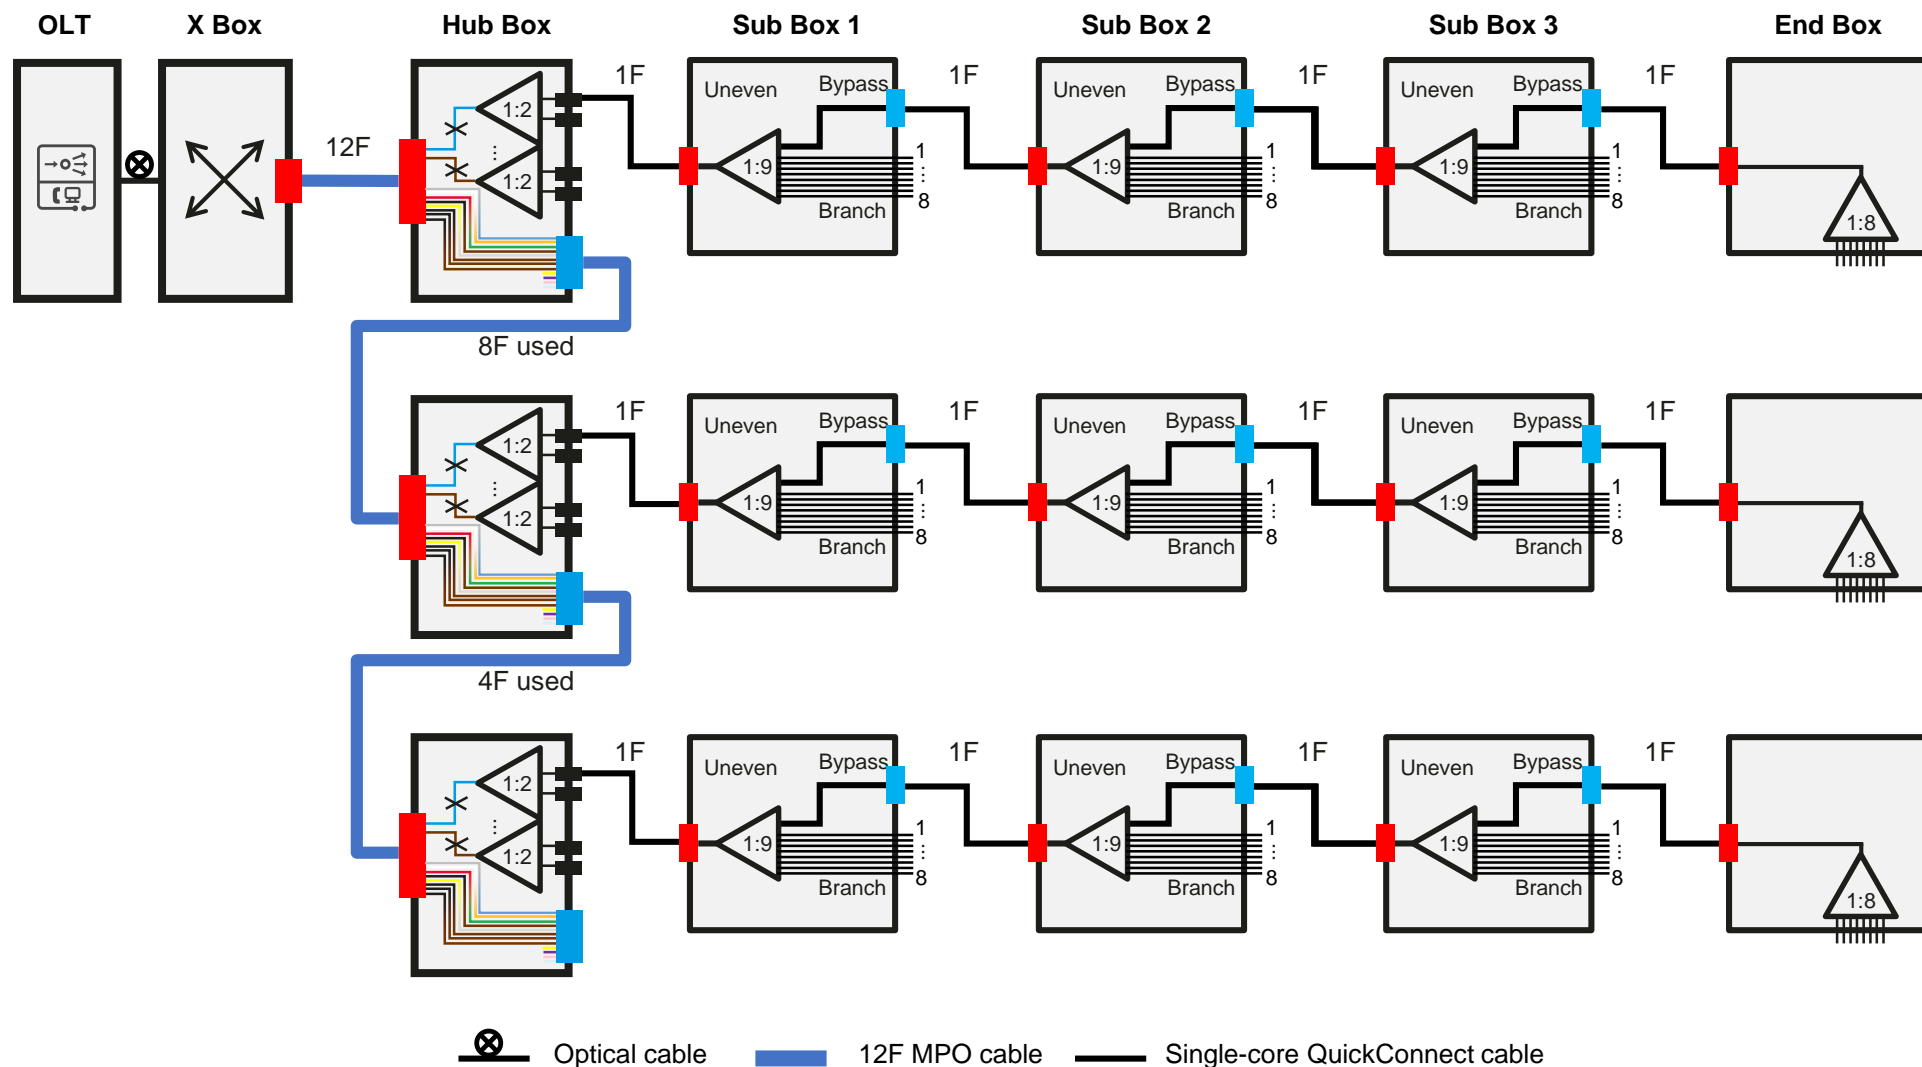 OLT X Box Hub Box Sub Box 1 Sub Box 2 Sub Box 3 End Box
1F 1F 1F 1F
Uneven Bypass Uneven Bypass Uneven Bypass
1:2
12F
...
1:2
1:9 1:9 1:9
1 1 1
... ... ...
8 8 8
Branch Branch Branch
1:8
8F used
1F 1F 1F 1F
Uneven Bypass Uneven Bypass Uneven Bypass
1:2
...
1:2
1:9 1:9 1:9
1 1 1
... ... ...
8 8 8
Branch Branch Branch
1:8
4F used
1F 1F 1F 1F
Uneven Bypass Uneven Bypass Uneven Bypass
1:2
...
1:2
1:9 1:9 1:9
1 1 1
... ... ...
8 8 8
Branch Branch Branch
1:8
Optical cable 12F MPO cable Single-core QuickConnect cable